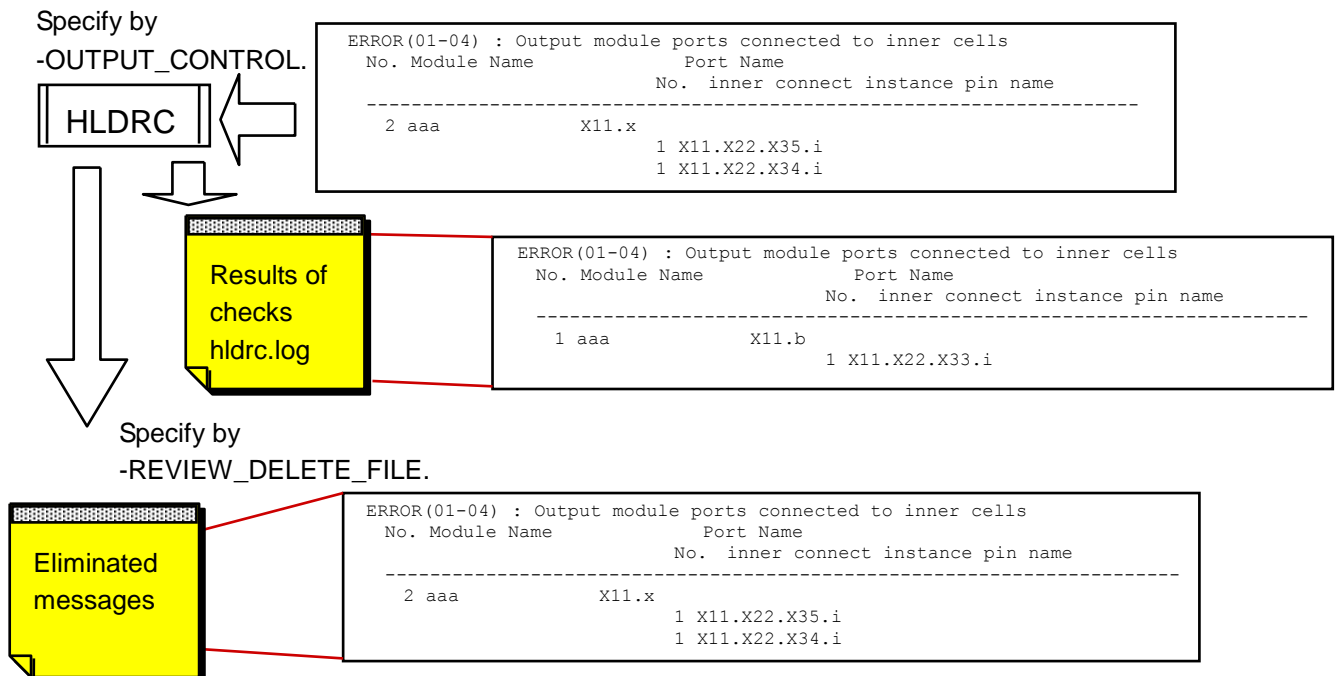 Specify by
-OUTPUT_CONTROL.
HLDRC
ERROR(01-04) : Output module ports connected to inner cells
No. Module Name Port Name
No. inner connect instance pin name
---------------------------------------------------------------------
2 aaa X11.x
1 X11.X22.X35.i
1 X11.X22.X34.i
Results of
checks
hldrc.log
ERROR(01-04) : Output module ports connected to inner cells
No. Module Name Port Name
No. inner connect instance pin name
---------------------------------------------------------------------
1 aaa X11.b
1 X11.X22.X33.i
Specify by
-REVIEW_DELETE_FILE.
Eliminated
messages
ERROR(01-04) : Output module ports connected to inner cells
No. Module Name Port Name
No. inner connect instance pin name
-----------------------------------------------------------------------
2 aaa X11.x
1 X11.X22.X35.i
1 X11.X22.X34.i